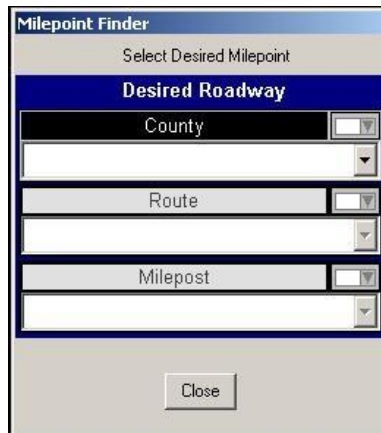 Milepoint Finder
Select Desired Milepoint
Desired Roadway
County
Route
Milepost
Close